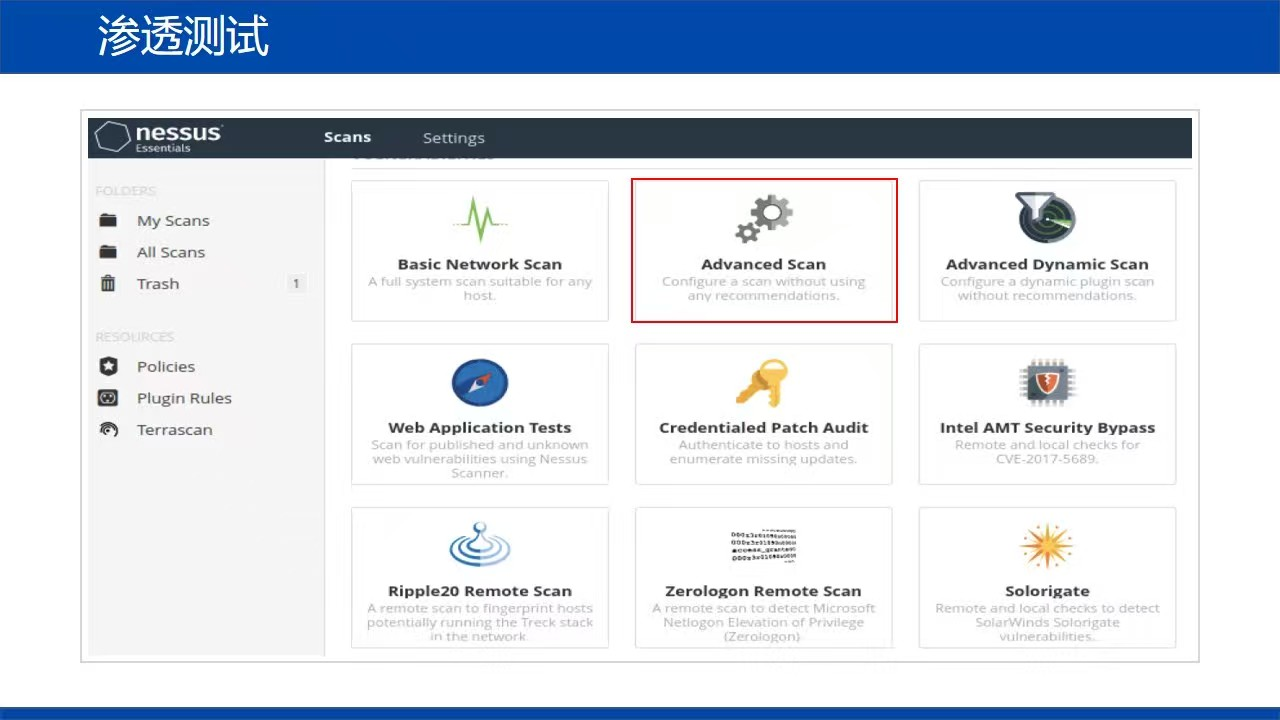 渗透测试
nessus
Essentials
Scans
Settings
FOLDERS
My Scans
All Scans
Trash
1
RESOURCES
Policies
Plugin Rules
Terrascan
Basic Network Scan
A full system scan suitable for any
host.
Advanced Scan
Configure a scan without using
any recommendations.
Advanced Dynamic Scan
Configure a dynamic plugin scan
without recommendations.
Web Application Tests
Scan for published and unknown
web vulnerabilities using Nessus
Scanner.
Credentialed Patch Audit
Authenticate to hosts and
enumerate missing updates.
Intel AMT Security Bypass
Remote and local checks for
CVE-2017-5689.
Ripple20 Remote Scan
A remote scan to fingerprint hosts
potentially running the Treck stack
in the network.
Zerologon Remote Scan
A remote scan to detect Microsoft
Netlogon Elevation of Privilege
(Zerologon).
Solorigate
Remote and local checks to detect
SolarWinds Solorigate
vulnerabilities.